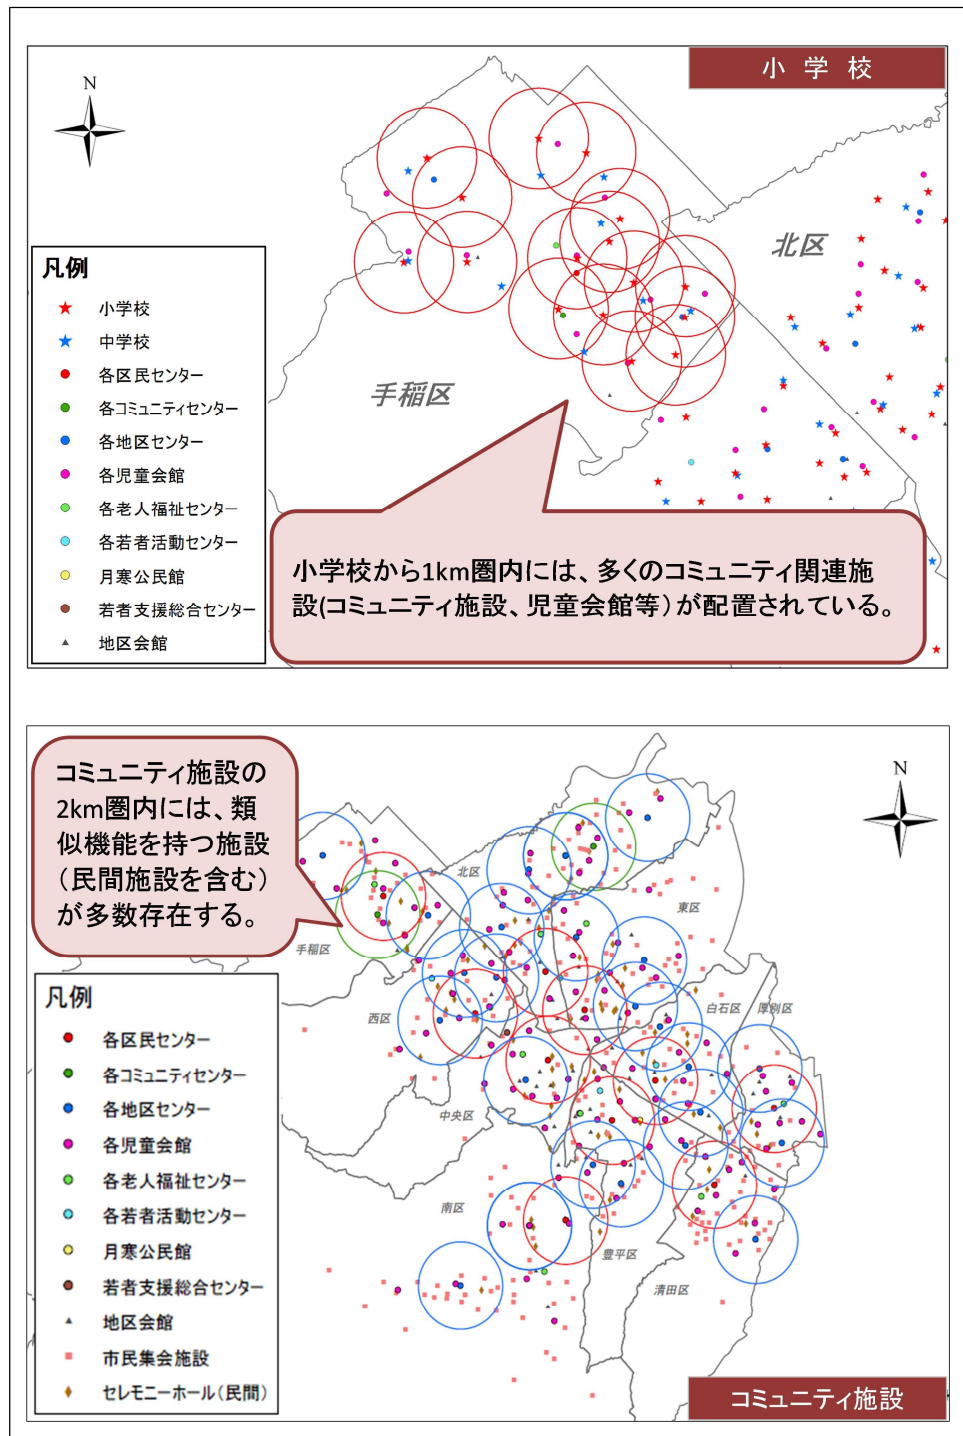 小学校
N
北区
手稲区
凡例
小学校
中学校
各区民センター
各コミュニティセンター
各地区センター
各児童会館
各老人福祉センター
各若者活動センター
月寒公民館
若者支援総合センター
地区会館
小学校から1km圏内には、多くのコミュニティ関連施
設(コミュニティ施設、児童会館等）が配置されている。
コミュニティ施設の
2km圏内には、類
似機能を持つ施設
（民間施設を含む）
が多数存在する。
N
北区
東区
手稲区
西区
白石区
厚別区
中央区
南区
豊平区
清田区
凡例
各区民センター
各コミュニティセンター
各地区センター
各児童会館
各老人福祉センター
各若者活動センター
月寒公民館
若者支援総合センター
地区会館
市民集会施設
セレモニーホール（民間）
コミュニティ施設